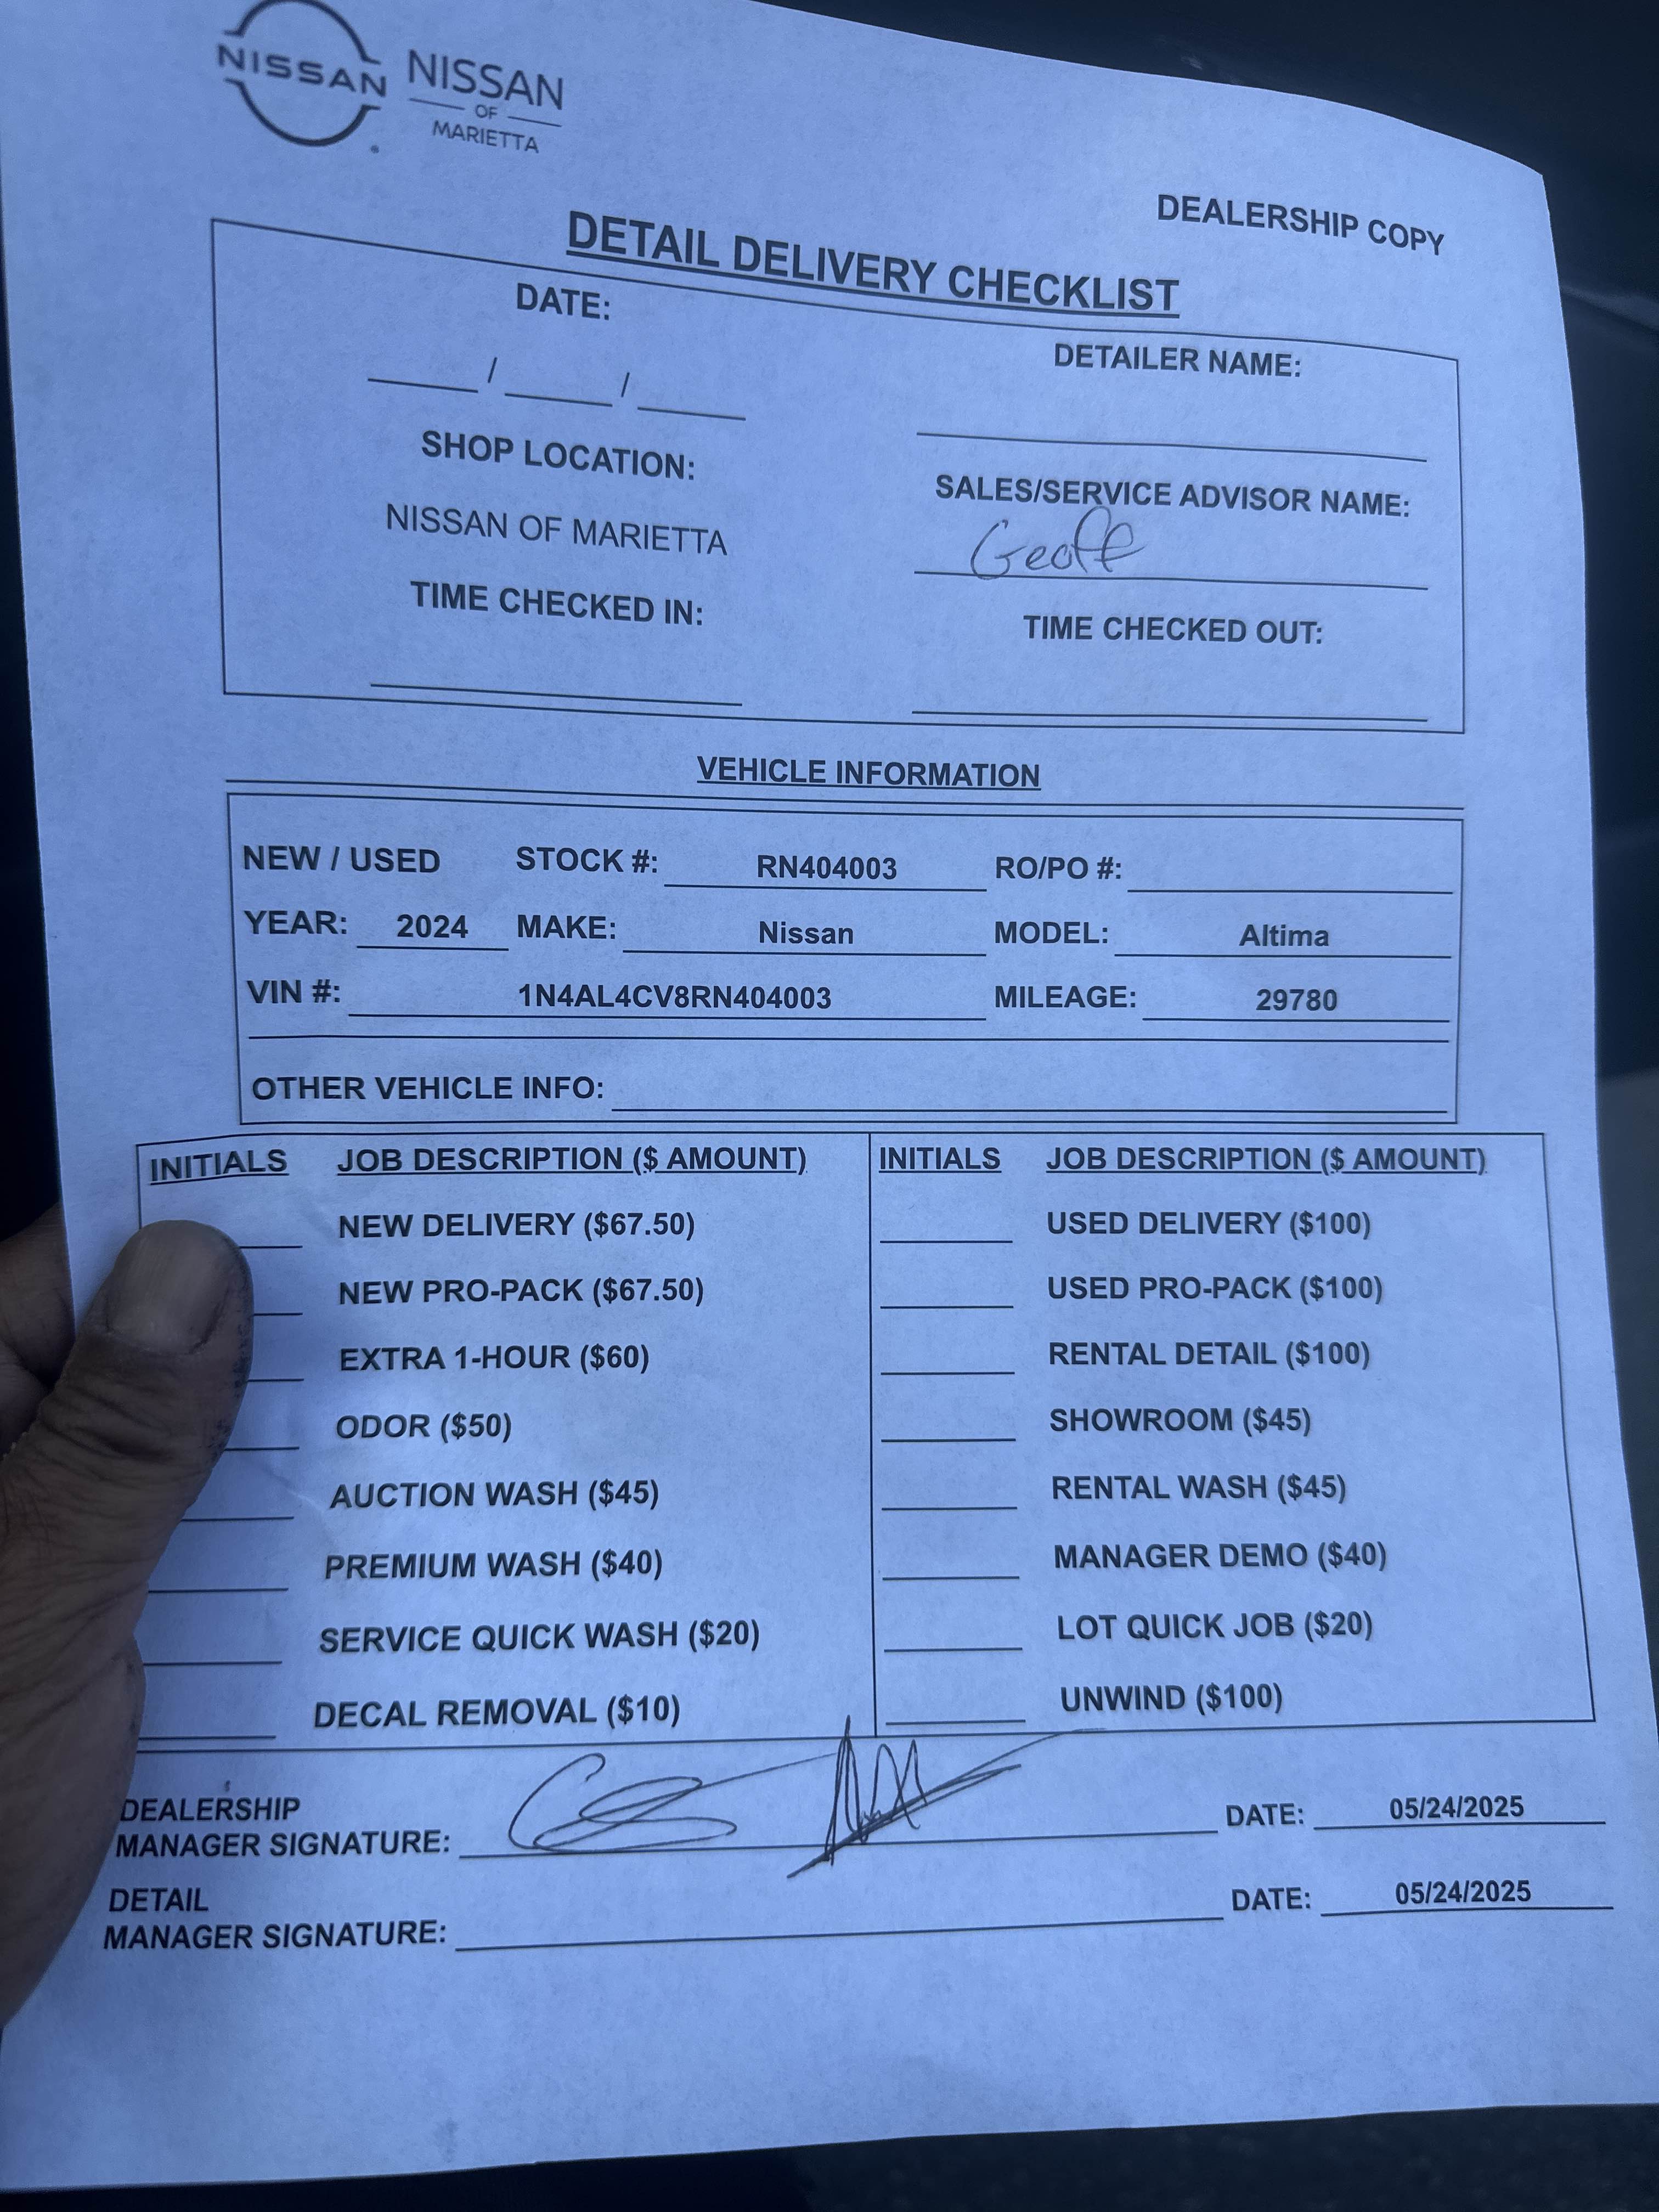 NISSAN
NISSAN
OF
MARIETTA
DEALERSHIP COPY
DETAIL DELIVERY CHECKLIST
DATE:
DETAILER NAME:
____/____/____
SHOP LOCATION:
SALES/SERVICE ADVISOR NAME:
NISSAN OF MARIETTA
Geoff
TIME CHECKED IN:
TIME CHECKED OUT:
VEHICLE INFORMATION
NEW / USED STOCK #: RN404003 RO/PO #:
YEAR: 2024 MAKE: Nissan MODEL: Altima
VIN #: 1N4AL4CV8RN404003 MILEAGE: 29780
OTHER VEHICLE INFO:
INITIALS JOB DESCRIPTION ($ AMOUNT) INITIALS JOB DESCRIPTION ($ AMOUNT)
NEW DELIVERY ($67.50) USED DELIVERY ($100)
NEW PRO-PACK ($67.50) USED PRO-PACK ($100)
EXTRA 1-HOUR ($60) RENTAL DETAIL ($100)
ODOR ($50) SHOWROOM ($45)
AUCTION WASH ($45) RENTAL WASH ($45)
PREMIUM WASH ($40) MANAGER DEMO ($40)
SERVICE QUICK WASH ($20) LOT QUICK JOB ($20)
DECAL REMOVAL ($10) UNWIND ($100)
DEALERSHIP
MANAGER SIGNATURE: DATE: 05/24/2025
DETAIL
MANAGER SIGNATURE: DATE: 05/24/2025